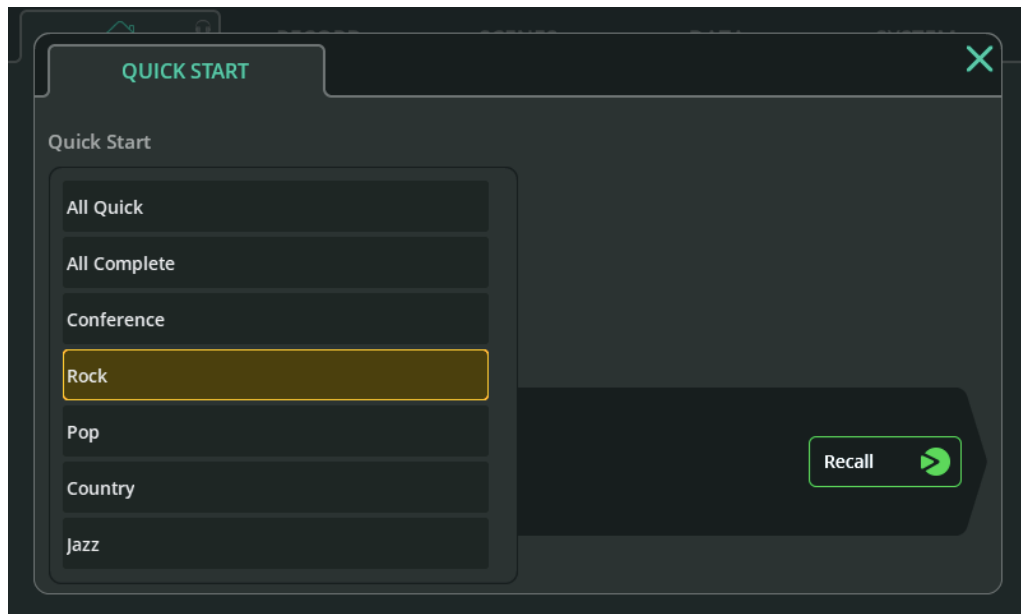 QUICK START
Quick Start
All Quick
All Complete
Conference
Rock
Pop
Country
Jazz
Recall